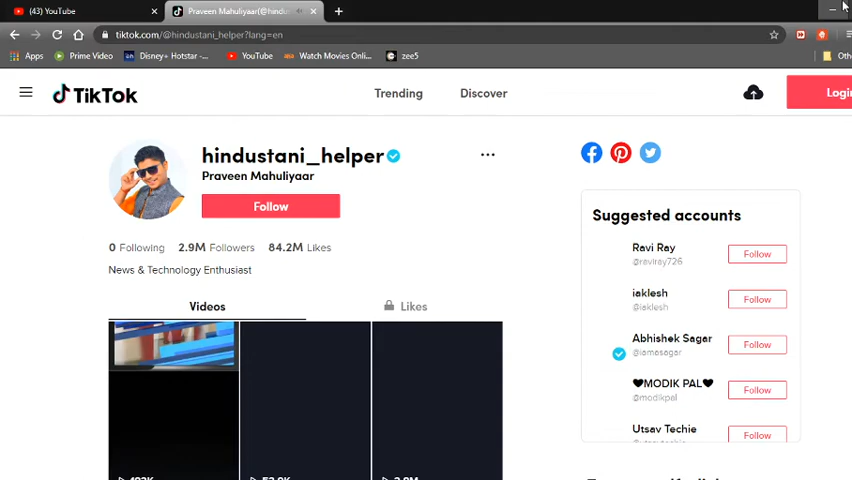 (43) YouTube
Praveen Mahuliyaar(@hindus
tiktok.com/@hindustani_helper?lang=en
Apps Prime Video Disney+ Hotstar -... YouTube Watch Movies Onli... zee5
TikTok
Trending Discover
hindustani_helper
Praveen Mahuliyaar
Follow
0 Following 2.9M Followers 84.2M Likes
News & Technology Enthusiast
Videos Likes
Suggested accounts
Ravi Ray
@raviray726
Follow
iaklesh
@iaklesh
Follow
Abhishek Sagar
@iamasagar
Follow
♥MODIK PAL♥
@modikpal
Follow
Utsav Techie
Follow